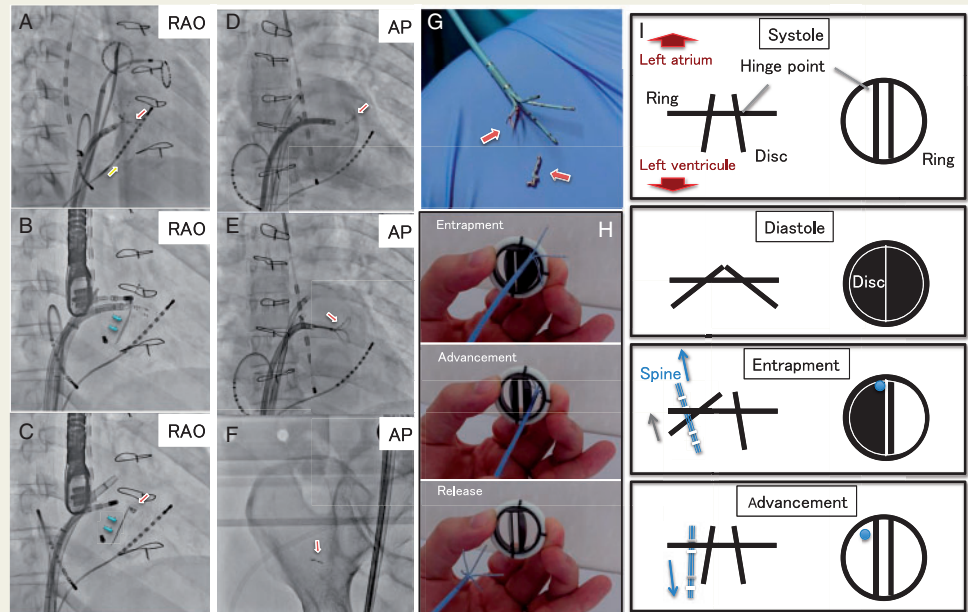 A
RAO
B
RAO
C
RAO
D
AP
E
AP
F
AP
G
H
Entrapment
Advancement
Release
I
Systole
Left atrium
Hinge point
Ring
Disc
Left ventricule
Ring
Diastole
Disc
Entrapment
Spine
Advancement